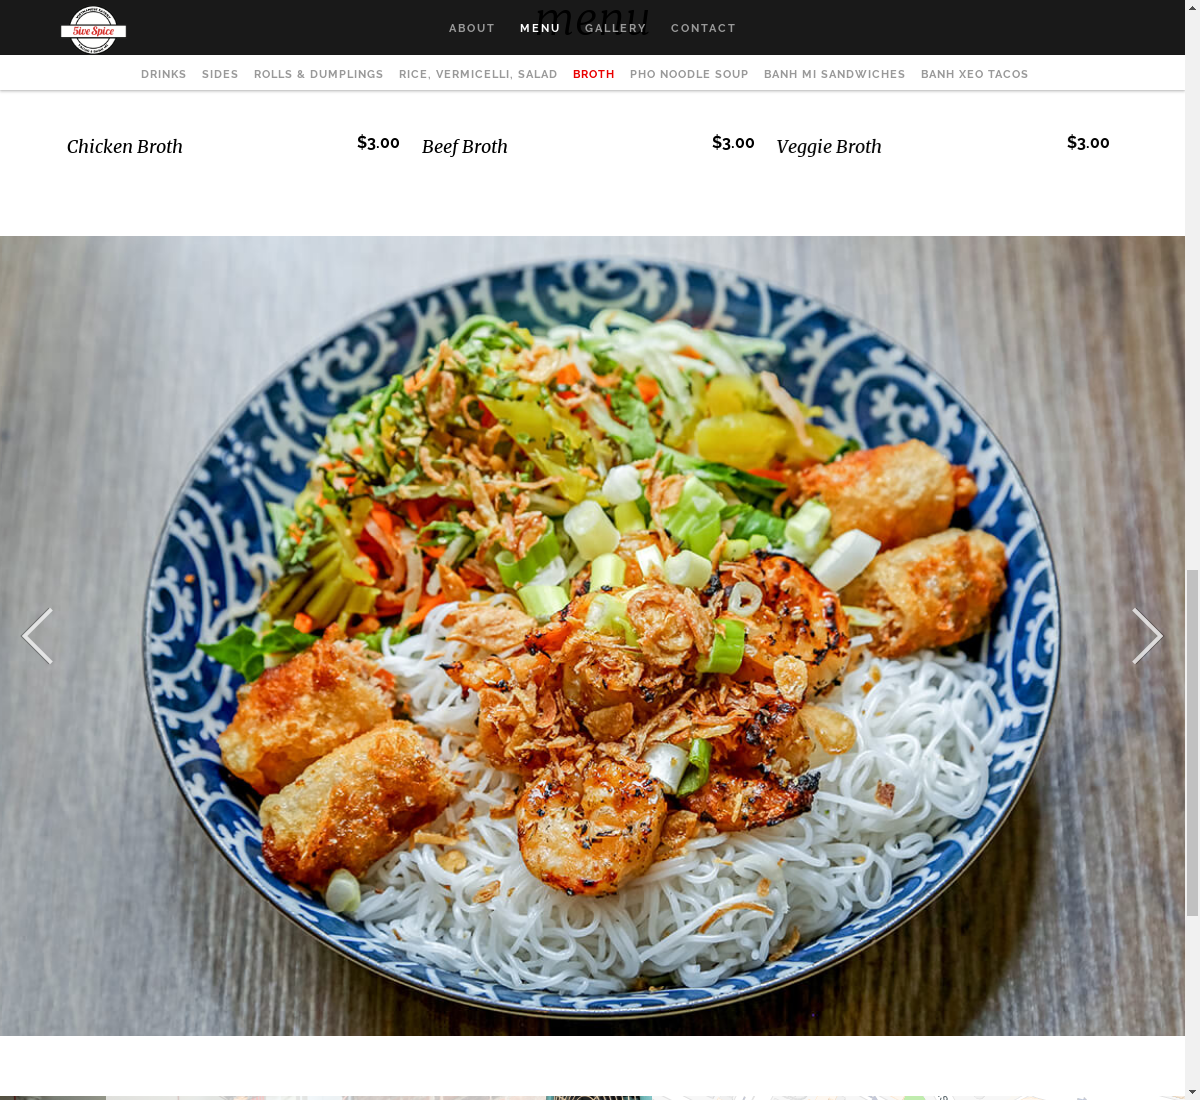 menu
5ive Spice
ABOUT MENU GALLERY CONTACT
DRINKS SIDES ROLLS & DUMPLINGS RICE, VERMICELLI, SALAD BROTH PHO NOODLE SOUP BANH MI SANDWICHES BANH XEO TACOS
Chicken Broth $3.00 Beef Broth $3.00 Veggie Broth $3.00